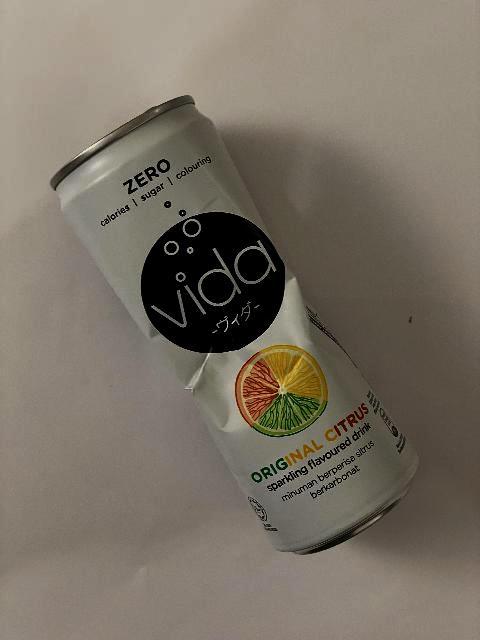 ZERO
calories | sugar | colouring
vida
-ヴィダ-
ORIGINAL CITRUS
sparkling flavoured drink
minuman berperisa sitrus
berkarbonat